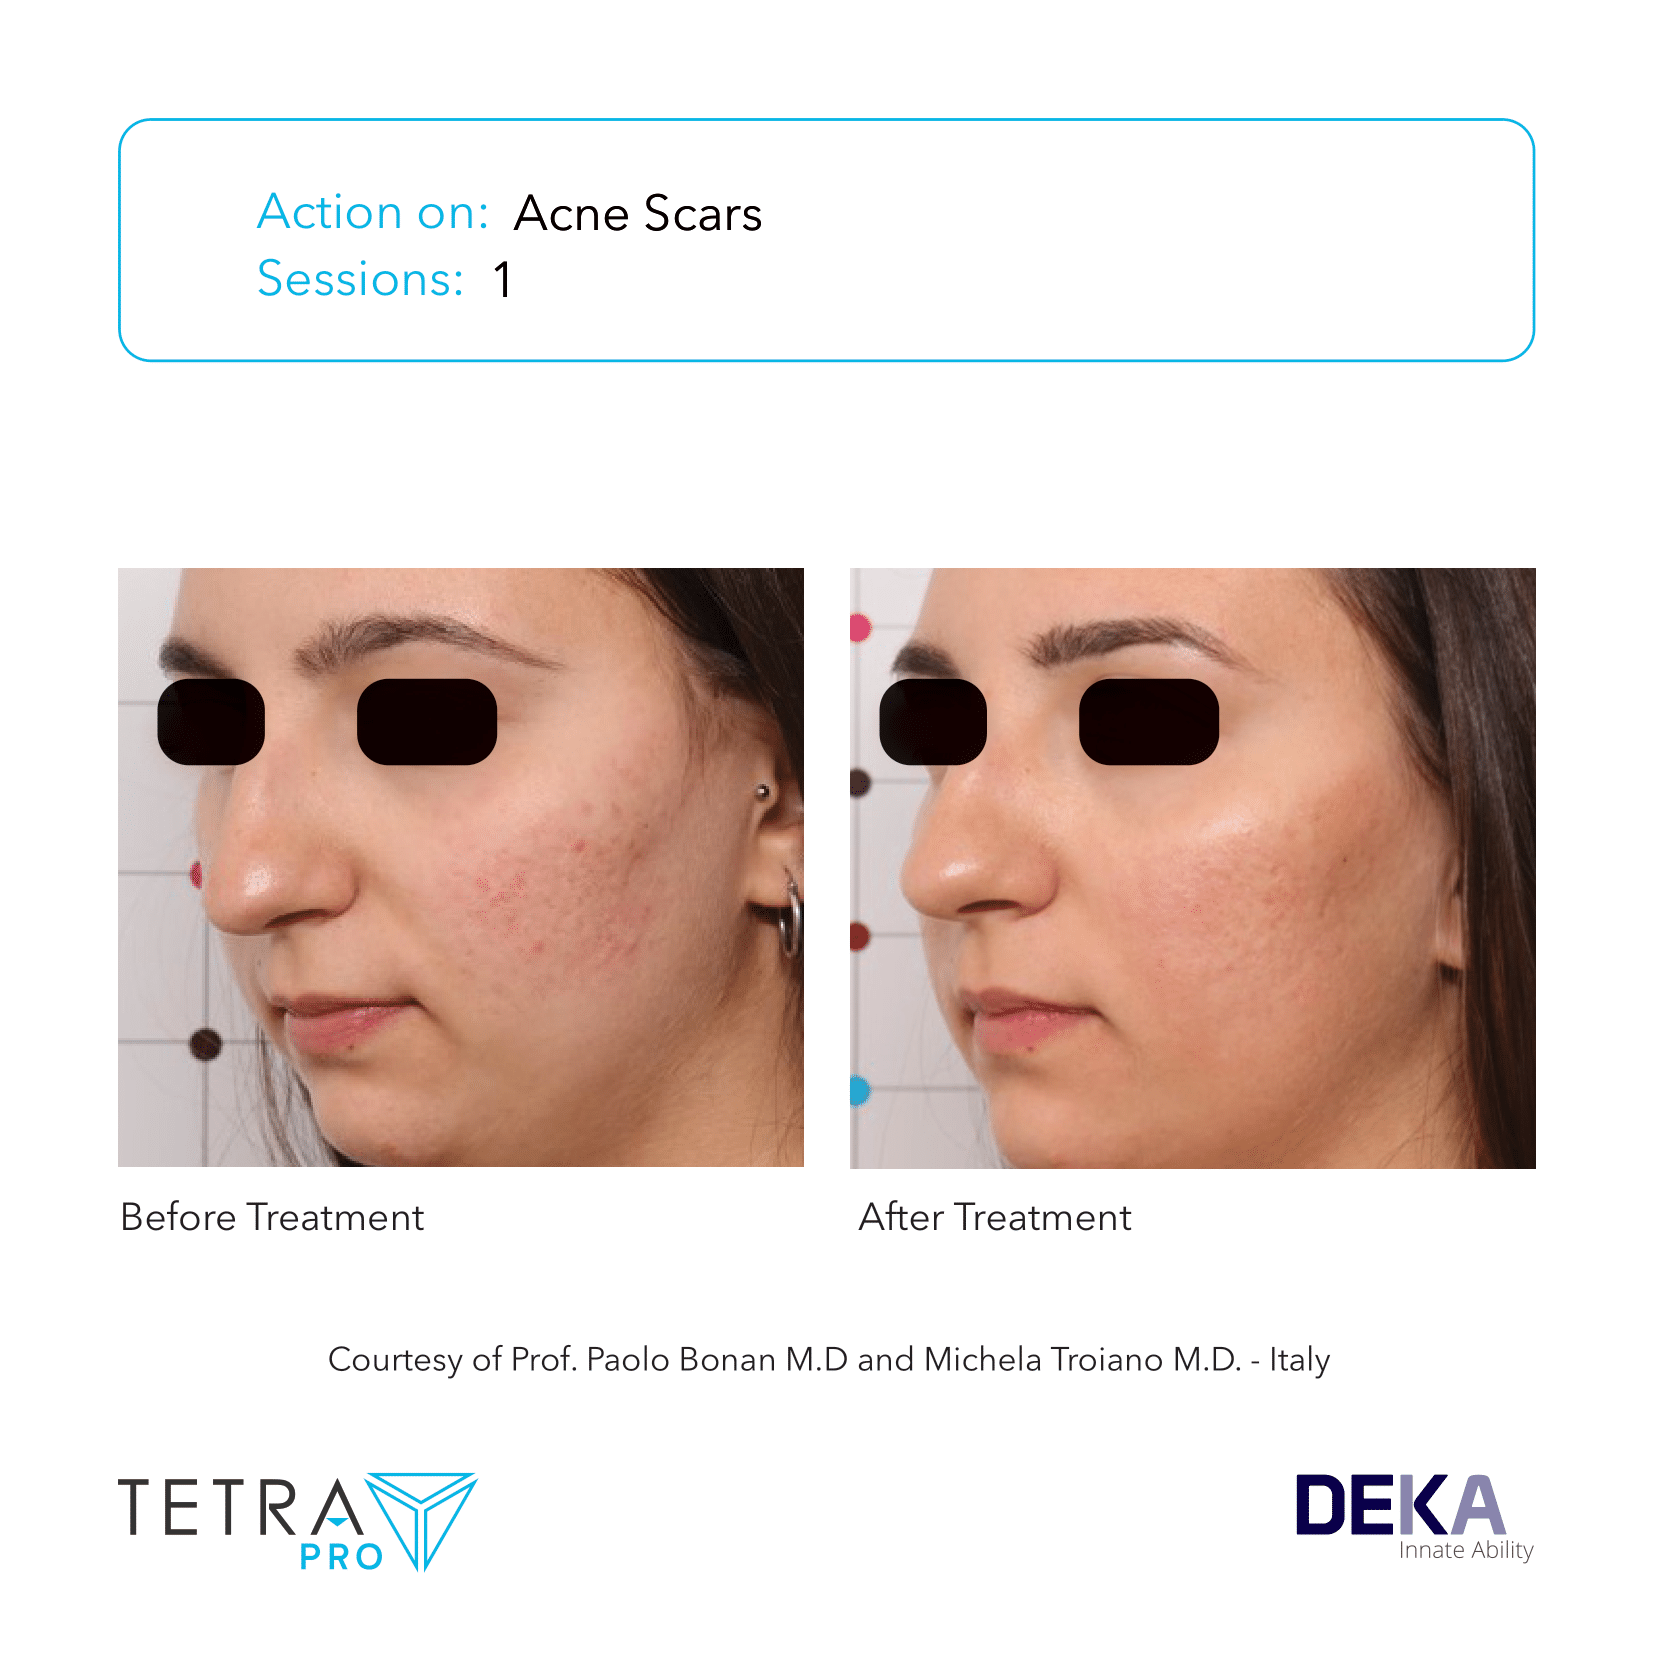 Action on: Acne Scars
Sessions: 1
Before Treatment
After Treatment
Courtesy of Prof. Paolo Bonan M.D and Michela Troiano M.D. - Italy
TETRA
PRO
DEKA
Innate Ability